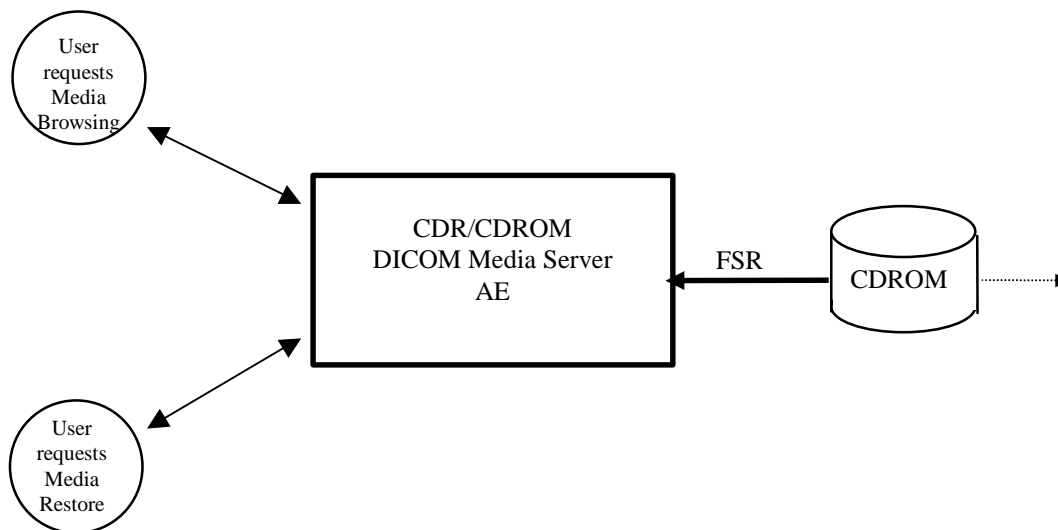 User
requests
Media
Browsing
CDR/CDROM
DICOM Media Server
AE
FSR
CDROM
User
requests
Media
Restore